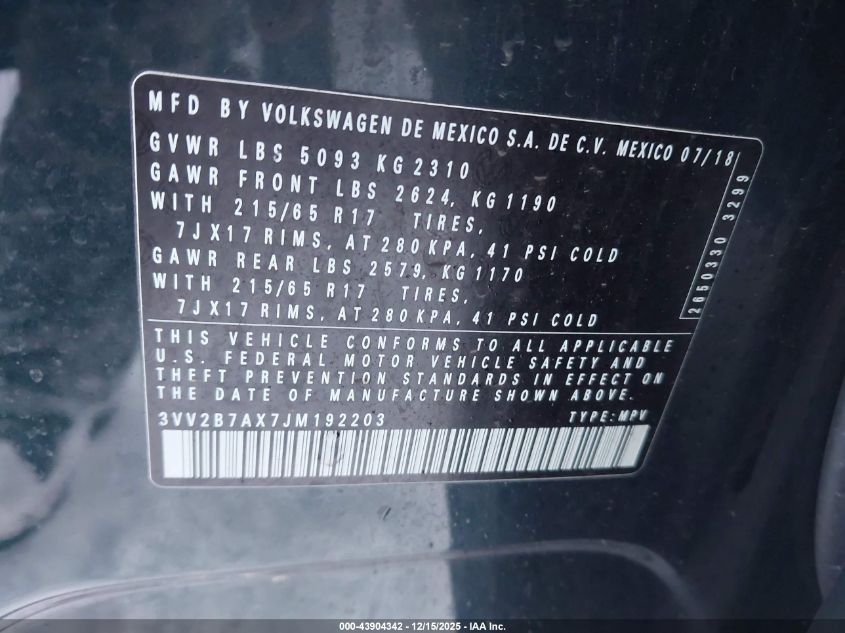 MFD BY VOLKSWAGEN DE MEXICO S.A. DE C.V. MEXICO 07/18
GVWR LBS 5093 KG 2310
GAWR FRONT LBS 2624, KG 1190
WITH 215/65 R17 TIRES,
7JX17 RIMS, AT 280 KPA, 41 PSI COLD
GAWR REAR LBS 2579, KG 1170
WITH 215/65 R17 TIRES,
7JX17 RIMS, AT 280 KPA, 41 PSI COLD
2650330 3299
THIS VEHICLE CONFORMS TO ALL APPLICABLE
U.S. FEDERAL MOTOR VEHICLE SAFETY AND
THEFT PREVENTION STANDARDS IN EFFECT ON
THE DATE OF MANUFACTURE SHOWN ABOVE.
3VV2B7AX7JM192203 TYPE: MPV
000-43904342 - 12/15/2025 - IAA Inc.